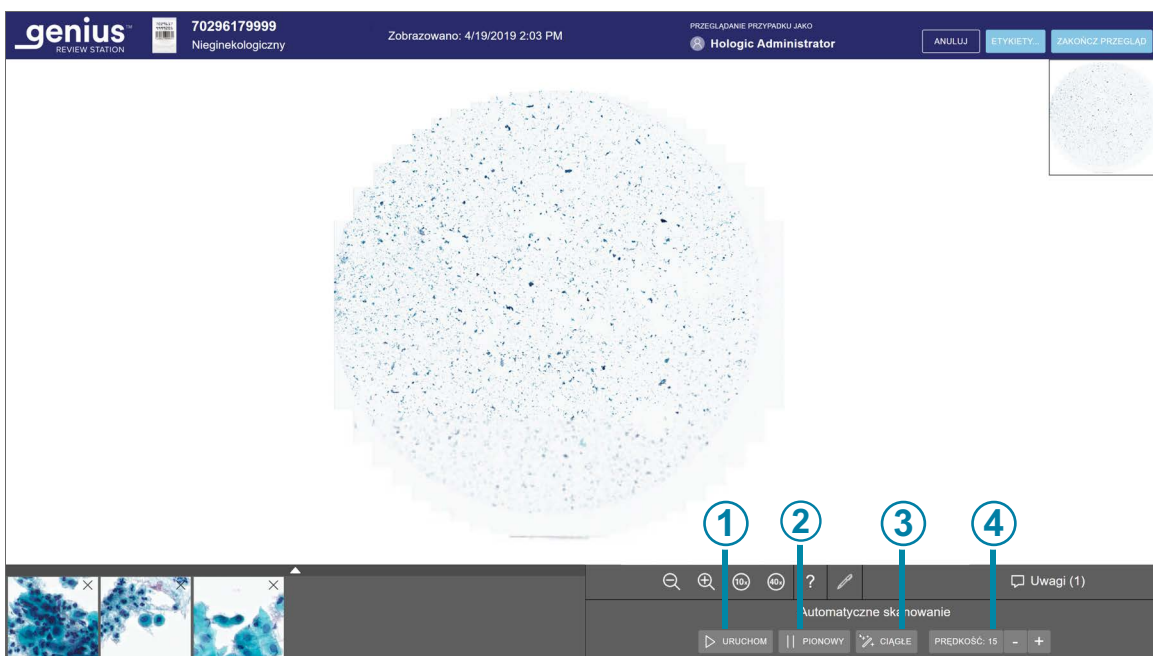 genius™
REVIEW STATION
70296179999
Nieginekologiczny
Zobrazowano: 4/19/2019 2:03 PM
PRZEGLĄDANIE PRZYPADKU JAKO
Hologic Administrator
ANULUJ
ETYKIETY...
ZAKOŃCZ PRZEGLĄD
1
2
3
4
10x
40x
?
Uwagi (1)
Automatyczne skanowanie
URUCHOM
PIONOWY
CIĄGŁE
PRĘDKOŚĆ: 15
-
+